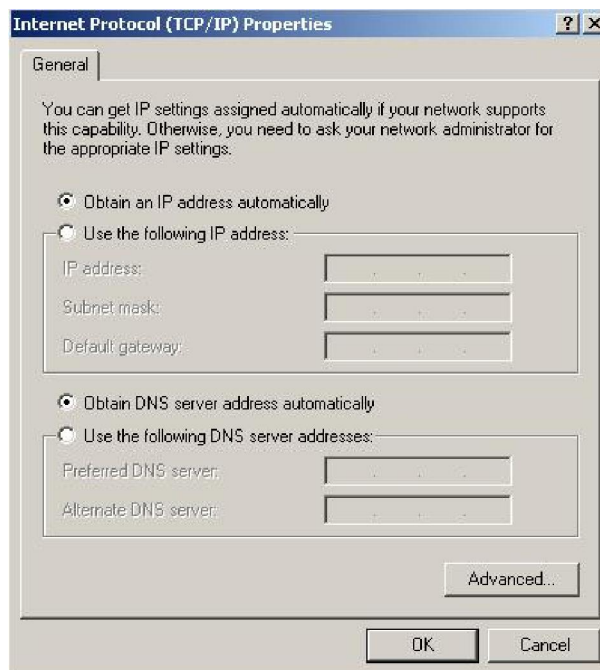 Internet Protocol (TCP/IP) Properties
? X
General
You can get IP settings assigned automatically if your network supports
this capability. Otherwise, you need to ask your network administrator for
the appropriate IP settings.
Obtain an IP address automatically
Use the following IP address:
IP address:
Subnet mask:
Default gateway:
Obtain DNS server address automatically
Use the following DNS server addresses:
Preferred DNS server:
Alternate DNS server:
Advanced...
OK
Cancel